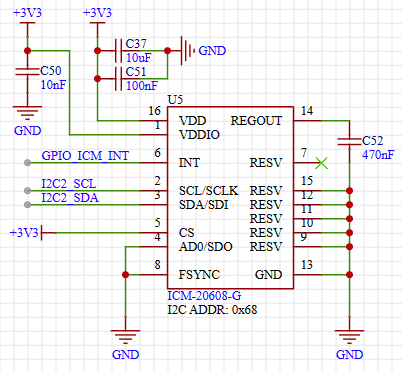 +3V3 +3V3
C37
10uF
GND
C50
10nF
C51
100nF
GND
U5
16 VDD REGOUT 14
1 VDDIO
C52
470nF
GPIO_ICM_INT 6 INT RESV 7
I2C2_SCL 2 SCL/SCLK RESV 15
I2C2_SDA 3 SDA/SDI RESV 12
RESV 11
+3V3 5 CS RESV 10
4 AD0/SDO RESV 9
8 FSYNC GND 13
ICM-20608-G
I2C ADDR: 0x68
GND GND